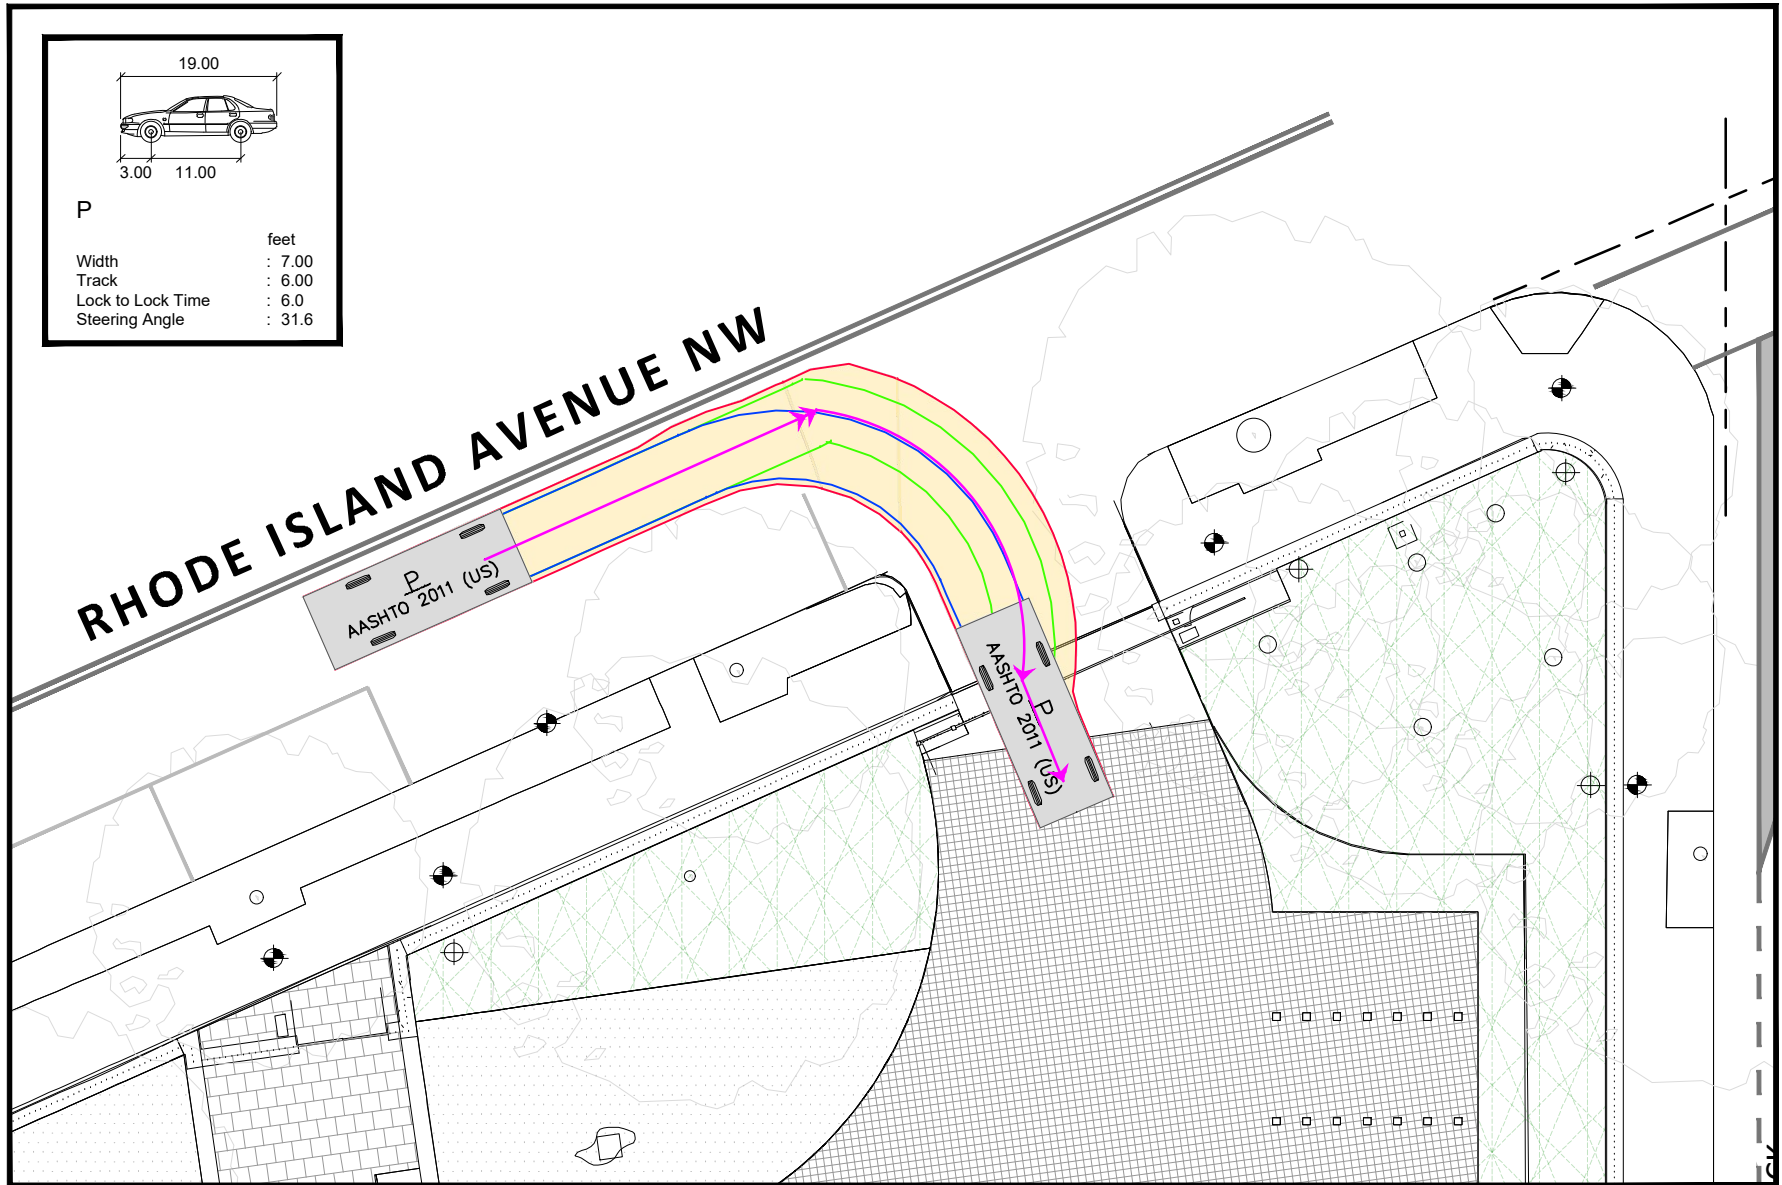 19.00
3.00 11.00
P
feet
Width : 7.00
Track : 6.00
Lock to Lock Time : 6.0
Steering Angle : 31.6
RHODE ISLAND AVENUE NW
P
AASHTO 2011 (US)
P
AASHTO 2011 (US)